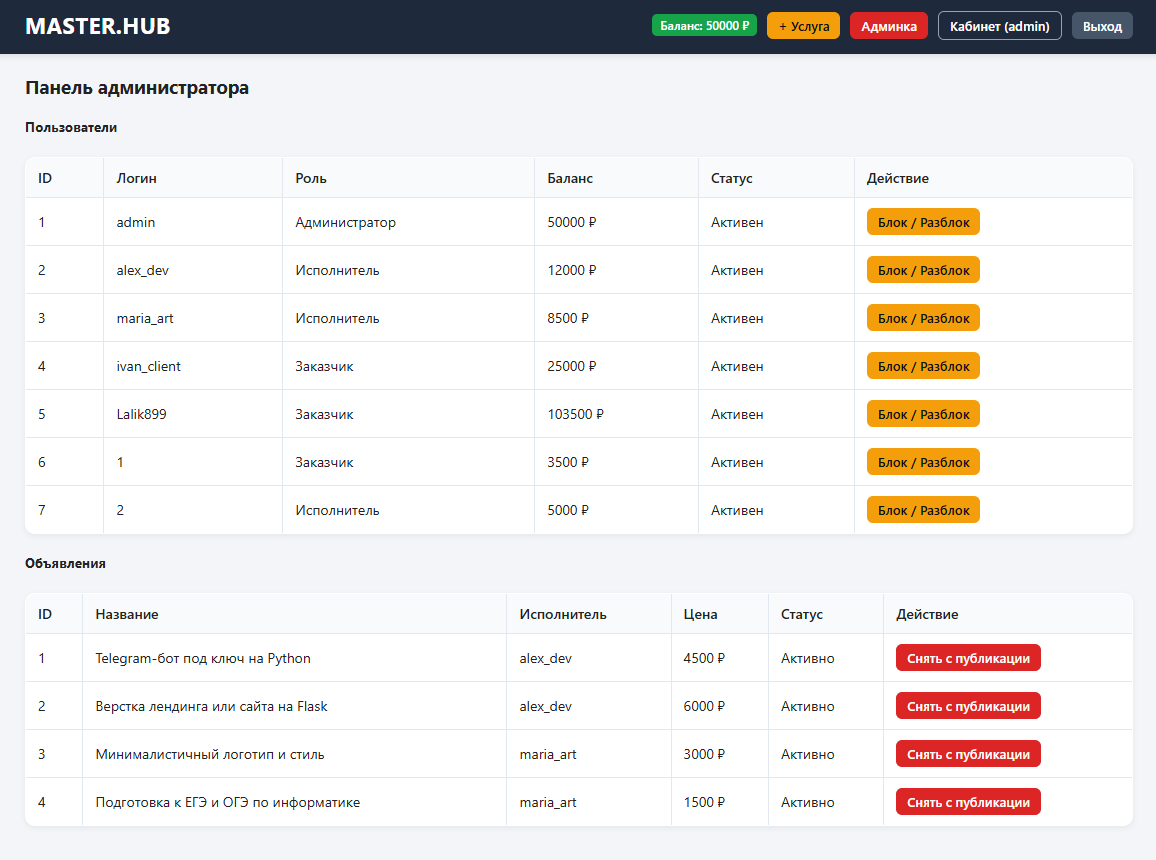 MASTER.HUB Баланс: 50000 ₽ + Услуга Админка Кабинет (admin) Выход
Панель администратора
Пользователи
ID Логин Роль Баланс Статус Действие
1 admin Администратор 50000 ₽ Активен Блок / Разблок
2 alex_dev Исполнитель 12000 ₽ Активен Блок / Разблок
3 maria_art Исполнитель 8500 ₽ Активен Блок / Разблок
4 ivan_client Заказчик 25000 ₽ Активен Блок / Разблок
5 Lalik899 Заказчик 103500 ₽ Активен Блок / Разблок
6 1 Заказчик 3500 ₽ Активен Блок / Разблок
7 2 Исполнитель 5000 ₽ Активен Блок / Разблок
Объявления
ID Название Исполнитель Цена Статус Действие
1 Telegram-бот под ключ на Python alex_dev 4500 ₽ Активно Снять с публикации
2 Верстка лендинга или сайта на Flask alex_dev 6000 ₽ Активно Снять с публикации
3 Минималистичный логотип и стиль maria_art 3000 ₽ Активно Снять с публикации
4 Подготовка к ЕГЭ и ОГЭ по информатике maria_art 1500 ₽ Активно Снять с публикации